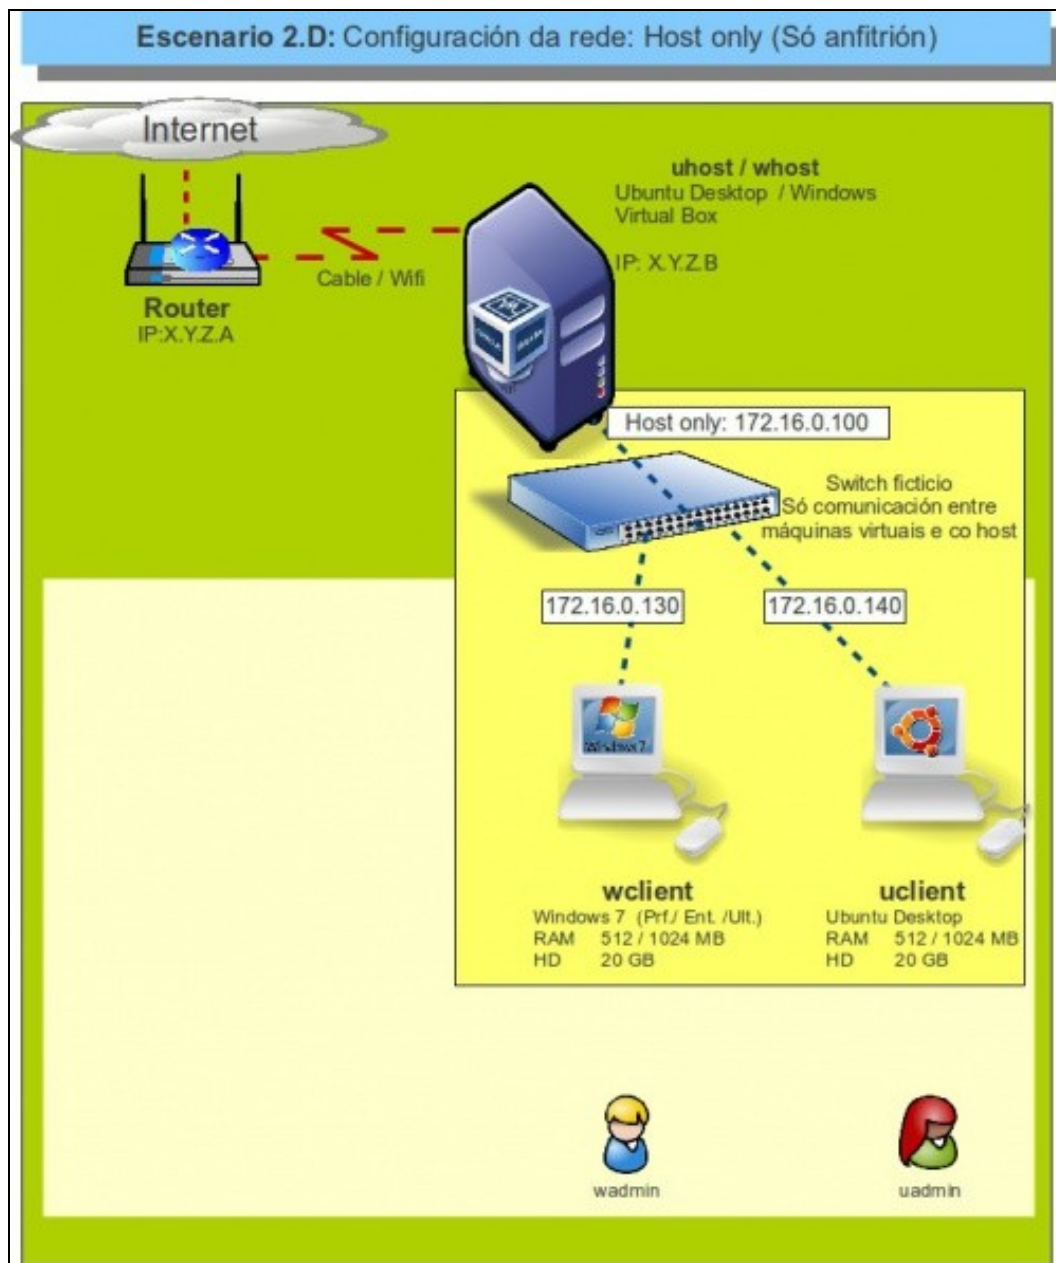 Escenario 2.D: Configuración da rede: Host only (Só anfitrión)
Internet
uhost / whost
Ubuntu Desktop / Windows
Virtual Box
IP: X.Y.Z.B
Cable / Wifi
Router
IP:X.Y.Z.A
Host only: 172.16.0.100
Switch ficticio
Só comunicación entre
máquinas virtuais e co host
172.16.0.130
172.16.0.140
Windows 7
wclient
Windows 7 (Prf./ Ent. /Ult.)
RAM 512 / 1024 MB
HD 20 GB
uclient
Ubuntu Desktop
RAM 512 / 1024 MB
HD 20 GB
wadmin
uadmin